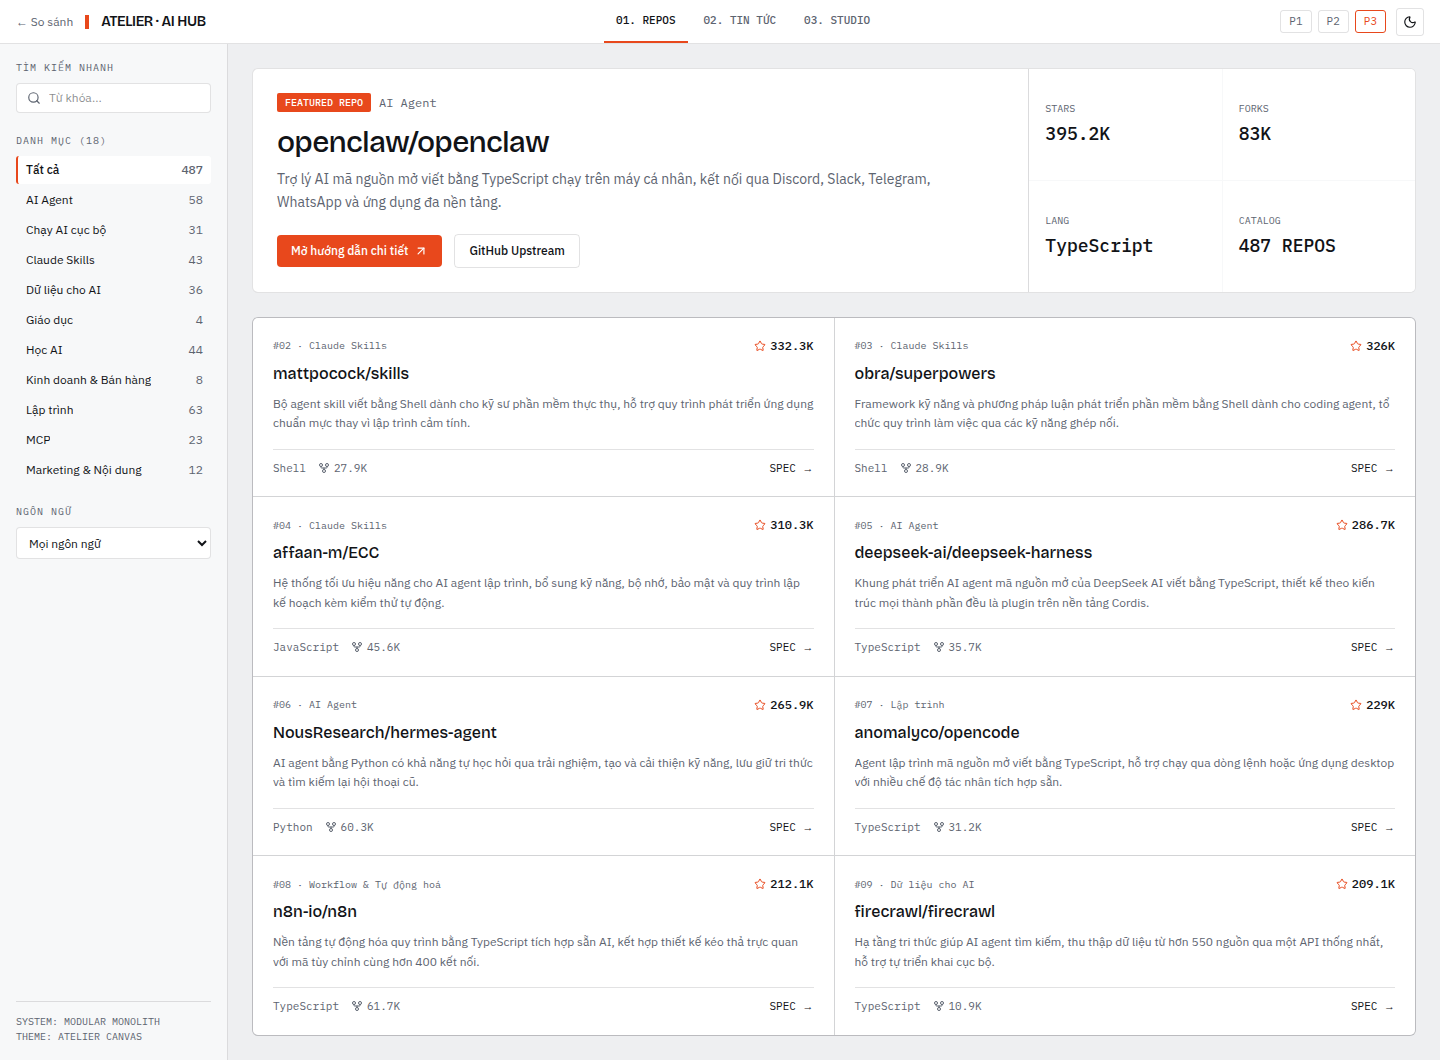 ← So sánh
ATELIER · AI HUB
01. REPOS
02. TIN TỨC
03. STUDIO
P1
P2
P3
TÌM KIẾM NHANH
Từ khóa...
DANH MỤC (18)
Tất cả 487
AI Agent 58
Chạy AI cục bộ 31
Claude Skills 43
Dữ liệu cho AI 36
Giáo dục 4
Học AI 44
Kinh doanh & Bán hàng 8
Lập trình 63
MCP 23
Marketing & Nội dung 12
NGÔN NGỮ
Mọi ngôn ngữ
SYSTEM: MODULAR MONOLITH
THEME: ATELIER CANVAS
FEATURED REPO AI Agent
openclaw/openclaw
Trợ lý AI mã nguồn mở viết bằng TypeScript chạy trên máy cá nhân, kết nối qua Discord, Slack, Telegram,
WhatsApp và ứng dụng đa nền tảng.
Mở hướng dẫn chi tiết
GitHub Upstream
STARS
395.2K
FORKS
83K
LANG
TypeScript
CATALOG
487 REPOS
#02 · Claude Skills 332.3K
mattpocock/skills
Bộ agent skill viết bằng Shell dành cho kỹ sư phần mềm thực thụ, hỗ trợ quy trình phát triển ứng dụng
chuẩn mực thay vì lập trình cảm tính.
Shell 27.9K SPEC →
#03 · Claude Skills 326K
obra/superpowers
Framework kỹ năng và phương pháp luận phát triển phần mềm bằng Shell dành cho coding agent, tổ
chức quy trình làm việc qua các kỹ năng ghép nối.
Shell 28.9K SPEC →
#04 · Claude Skills 310.3K
affaan-m/ECC
Hệ thống tối ưu hiệu năng cho AI agent lập trình, bổ sung kỹ năng, bộ nhớ, bảo mật và quy trình lập
kế hoạch kèm kiểm thử tự động.
JavaScript 45.6K SPEC →
#05 · AI Agent 286.7K
deepseek-ai/deepseek-harness
Khung phát triển AI agent mã nguồn mở của DeepSeek AI viết bằng TypeScript, thiết kế theo kiến
trúc mọi thành phần đều là plugin trên nền tảng Cordis.
TypeScript 35.7K SPEC →
#06 · AI Agent 265.9K
NousResearch/hermes-agent
AI agent bằng Python có khả năng tự học hỏi qua trải nghiệm, tạo và cải thiện kỹ năng, lưu giữ tri thức
và tìm kiếm lại hội thoại cũ.
Python 60.3K SPEC →
#07 · Lập trình 229K
anomalyco/opencode
Agent lập trình mã nguồn mở viết bằng TypeScript, hỗ trợ chạy qua dòng lệnh hoặc ứng dụng desktop
với nhiều chế độ tác nhân tích hợp sẵn.
TypeScript 31.2K SPEC →
#08 · Workflow & Tự động hoá 212.1K
n8n-io/n8n
Nền tảng tự động hóa quy trình bằng TypeScript tích hợp sẵn AI, kết hợp thiết kế kéo thả trực quan
với mã tùy chỉnh cùng hơn 400 kết nối.
TypeScript 61.7K SPEC →
#09 · Dữ liệu cho AI 209.1K
firecrawl/firecrawl
Hạ tầng tri thức giúp AI agent tìm kiếm, thu thập dữ liệu từ hơn 550 nguồn qua một API thống nhất,
hỗ trợ tự triển khai cục bộ.
TypeScript 10.9K SPEC →